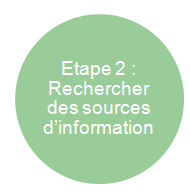 Etape 2 :
Rechercher
des sources
d’information